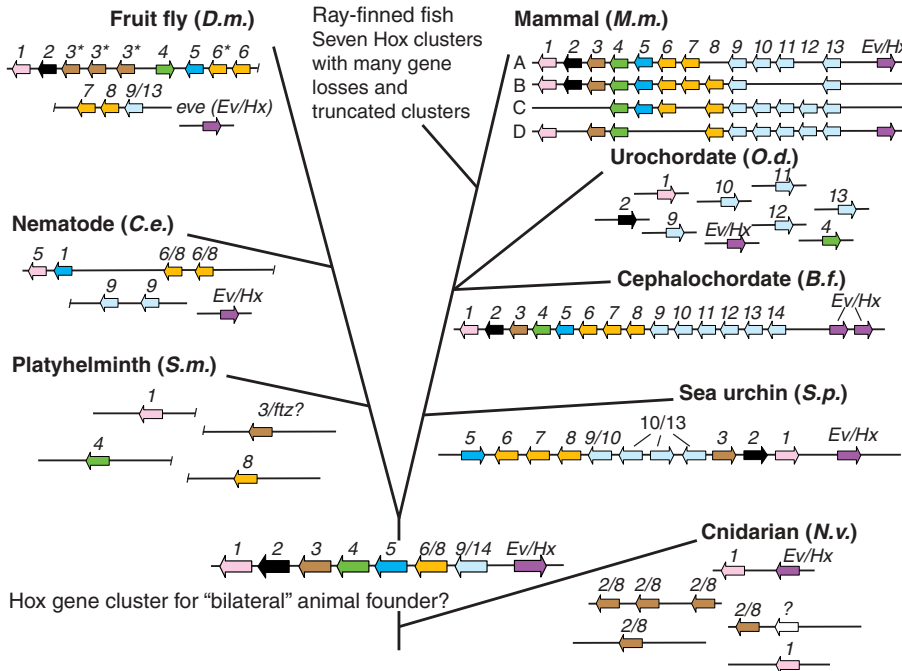 Fruit fly (D.m.)
1 2 3* 3* 3* 4 5 6* 6
7 8 9/13
eve (Ev/Hx)
Ray-finned fish
Seven Hox clusters
with many gene
losses and
truncated clusters
Mammal (M.m.)
1 2 3 4 5 6 7 8 9 10 11 12 13 Ev/Hx
A
B
C
D
Urochordate (O.d.)
1 10 11
2 9 12 13
Ev/Hx 4
Nematode (C.e.)
5 1 6/8 6/8
9 9 Ev/Hx
Cephalochordate (B.f.)
1 2 3 4 5 6 7 8 9 10 11 12 13 14 Ev/Hx
Platyhelminth (S.m.)
1
3/ftz?
4
8
Sea urchin (S.p.)
5 6 7 8 9/10 10/13 3 2 1 Ev/Hx
1 2 3 4 5 6/8 9/14 Ev/Hx
Hox gene cluster for “bilateral” animal founder?
Cnidarian (N.v.)
1 Ev/Hx
2/8 2/8 2/8
2/8 ?
2/8
1